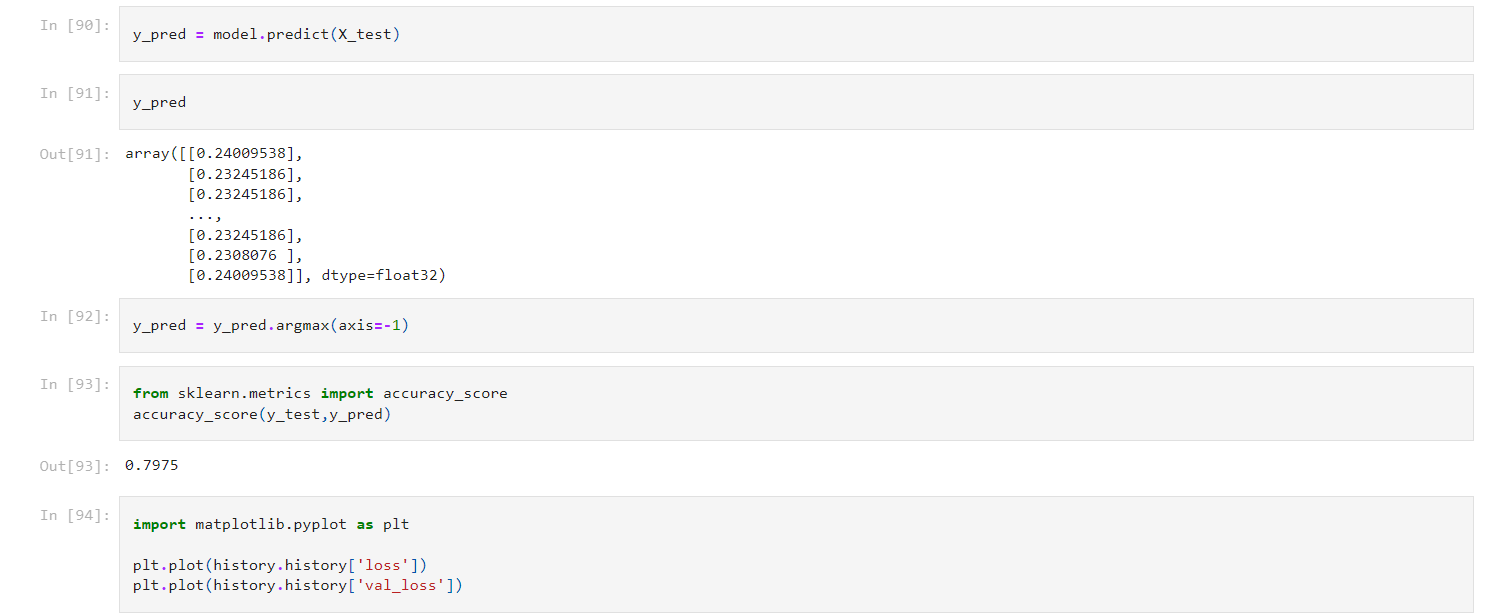 In [90]:
y_pred = model.predict(X_test)
In [91]:
y_pred
Out[91]:
array([[0.24009538],
       [0.23245186],
       [0.23245186],
       ...,
       [0.23245186],
       [0.2308076 ],
       [0.24009538]], dtype=float32)
In [92]:
y_pred = y_pred.argmax(axis=-1)
In [93]:
from sklearn.metrics import accuracy_score
accuracy_score(y_test,y_pred)
Out[93]:
0.7975
In [94]:
import matplotlib.pyplot as plt
plt.plot(history.history['loss'])
plt.plot(history.history['val_loss'])